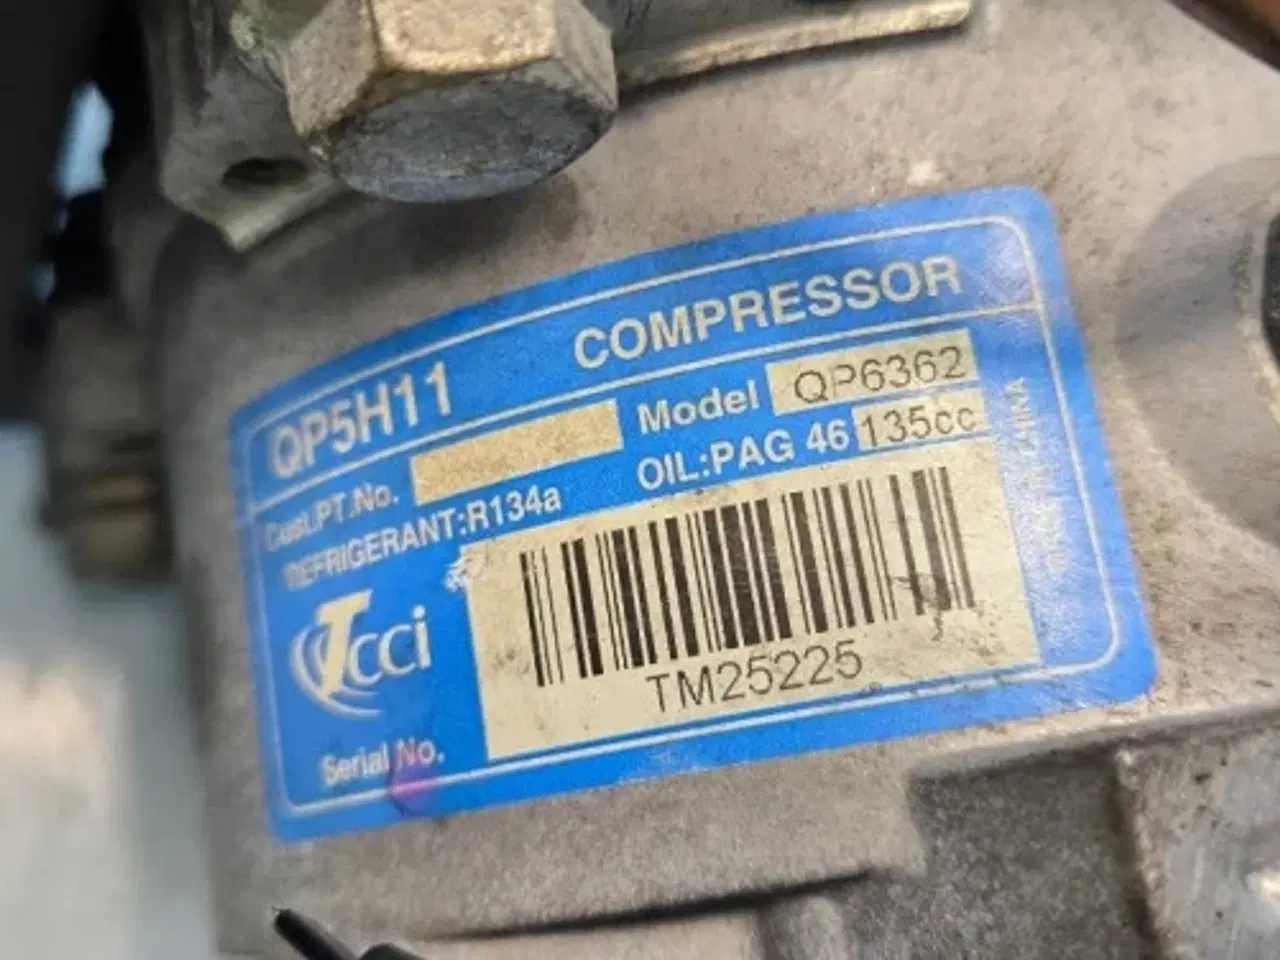 QP5H11 COMPRESSOR
Cust.PT.No. Model QP6362
REFRIGERANT:R134a OIL:PAG 46 135cc
Tcci
TM25225
Serial No.